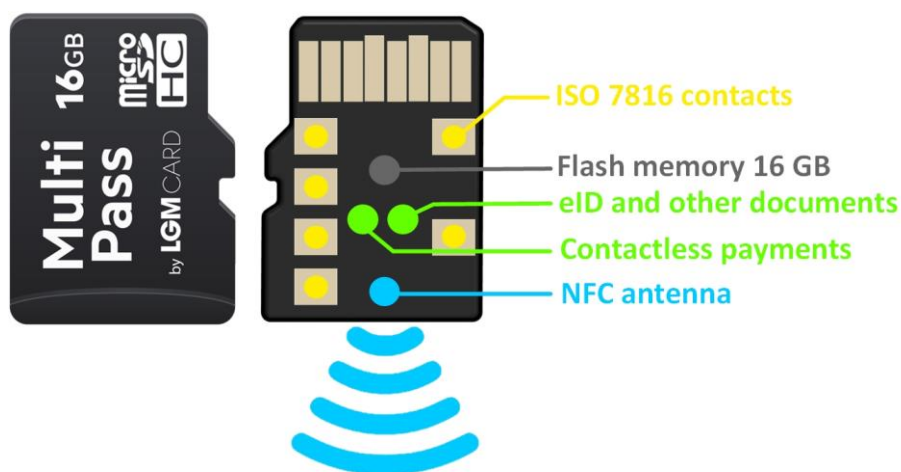 16GB
micro
SD
HC
Multi
Pass
by LGM CARD
ISO 7816 contacts
Flash memory 16 GB
eID and other documents
Contactless payments
NFC antenna